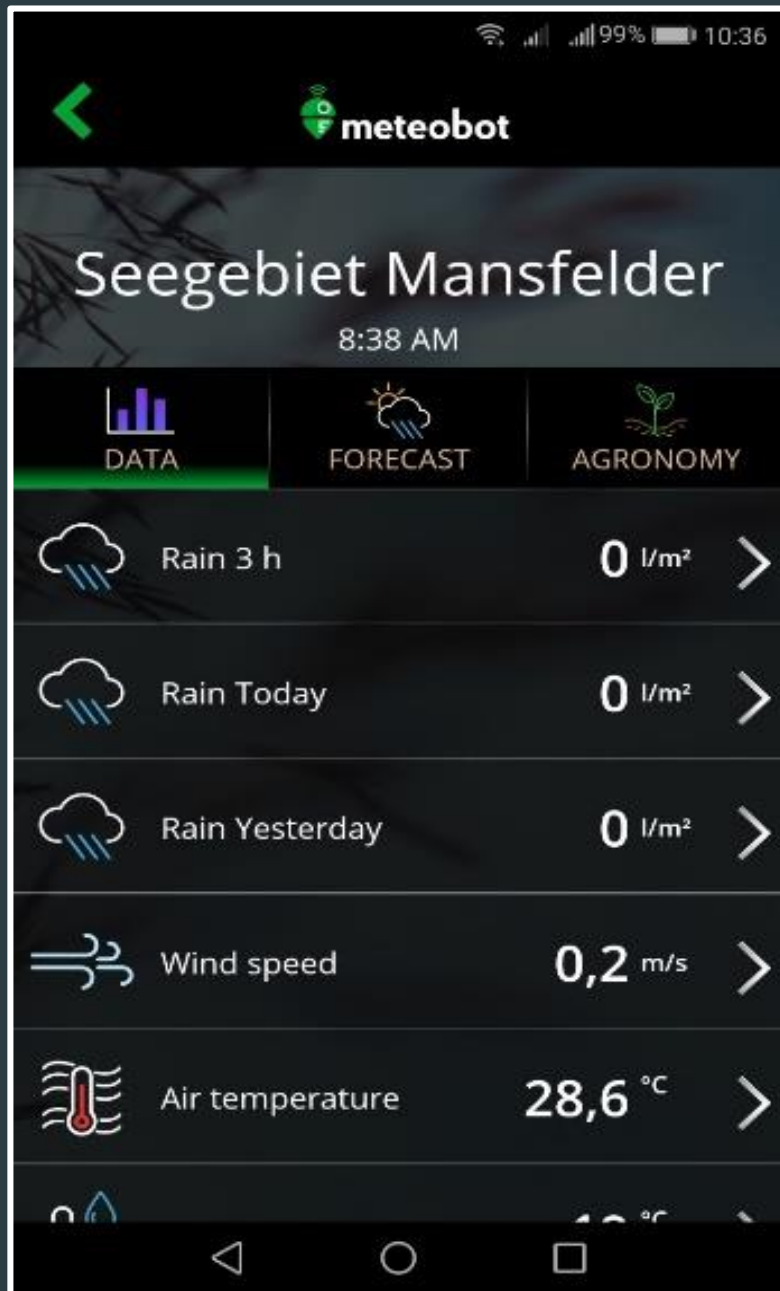 99% 10:36
meteobot
Seegebiet Mansfelder
8:38 AM
DATA FORECAST AGRONOMY
Rain 3 h 0 l/m²
Rain Today 0 l/m²
Rain Yesterday 0 l/m²
Wind speed 0,2 m/s
Air temperature 28,6 °C
°C